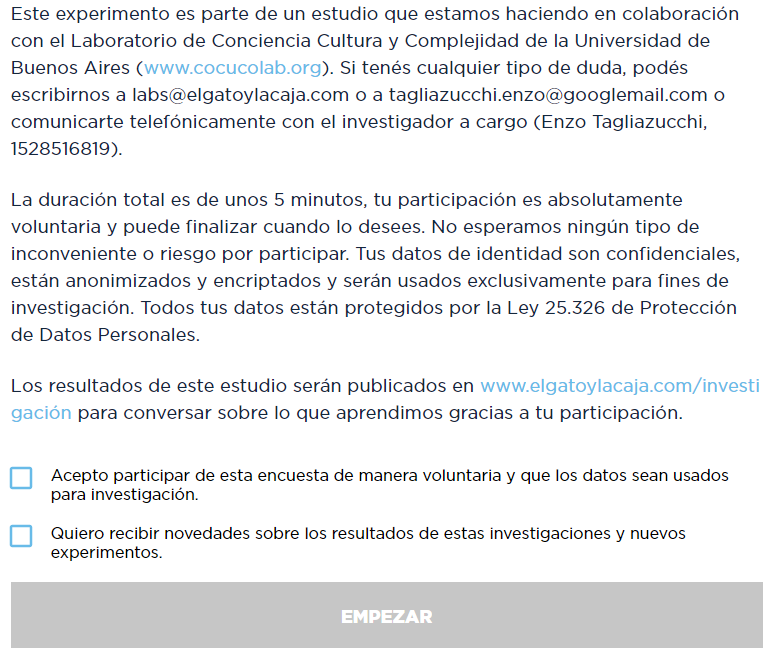 Este experimento es parte de un estudio que estamos haciendo en colaboración
con el Laboratorio de Conciencia Cultura y Complejidad de la Universidad de
Buenos Aires (www.cocucolab.org). Si tenés cualquier tipo de duda, podés
escribirnos a labs@elgatoylacaja.com o a tagliazucchi.enzo@googlemail.com o
comunicarte telefónicamente con el investigador a cargo (Enzo Tagliazucchi,
1528516819).
La duración total es de unos 5 minutos, tu participación es absolutamente
voluntaria y puede finalizar cuando lo desees. No esperamos ningún tipo de
inconveniente o riesgo por participar. Tus datos de identidad son confidenciales,
están anonimizados y encriptados y serán usados exclusivamente para fines de
investigación. Todos tus datos están protegidos por la Ley 25.326 de Protección
de Datos Personales.
Los resultados de este estudio serán publicados en www.elgatoylacaja.com/investi
gación para conversar sobre lo que aprendimos gracias a tu participación.
Acepto participar de esta encuesta de manera voluntaria y que los datos sean usados
para investigación.
Quiero recibir novedades sobre los resultados de estas investigaciones y nuevos
experimentos.
EMPEZAR